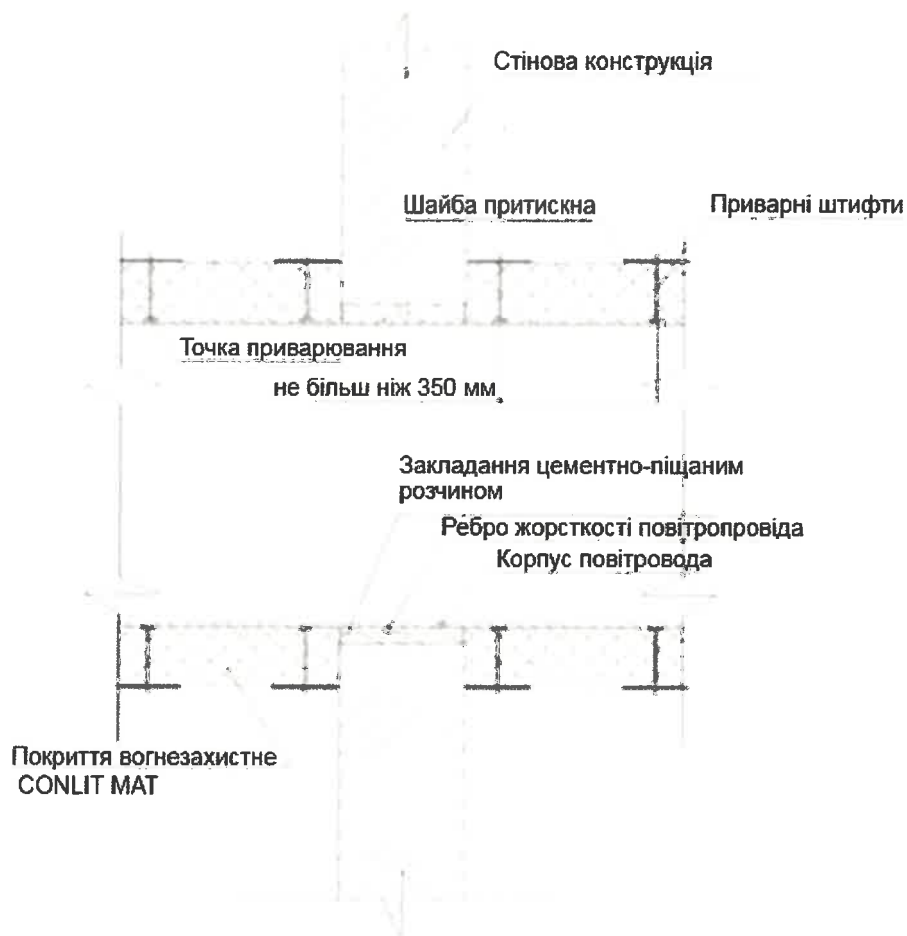 Стінова конструкція
Шайба притискна
Приварні штифти
Точка приварювання
не більш ніж 350 мм
Закладання цементно-піщаним
розчином
Ребро жорсткості повітропровіда
Корпус повітровода
Покриття вогнезахистне
CONLIT MAT